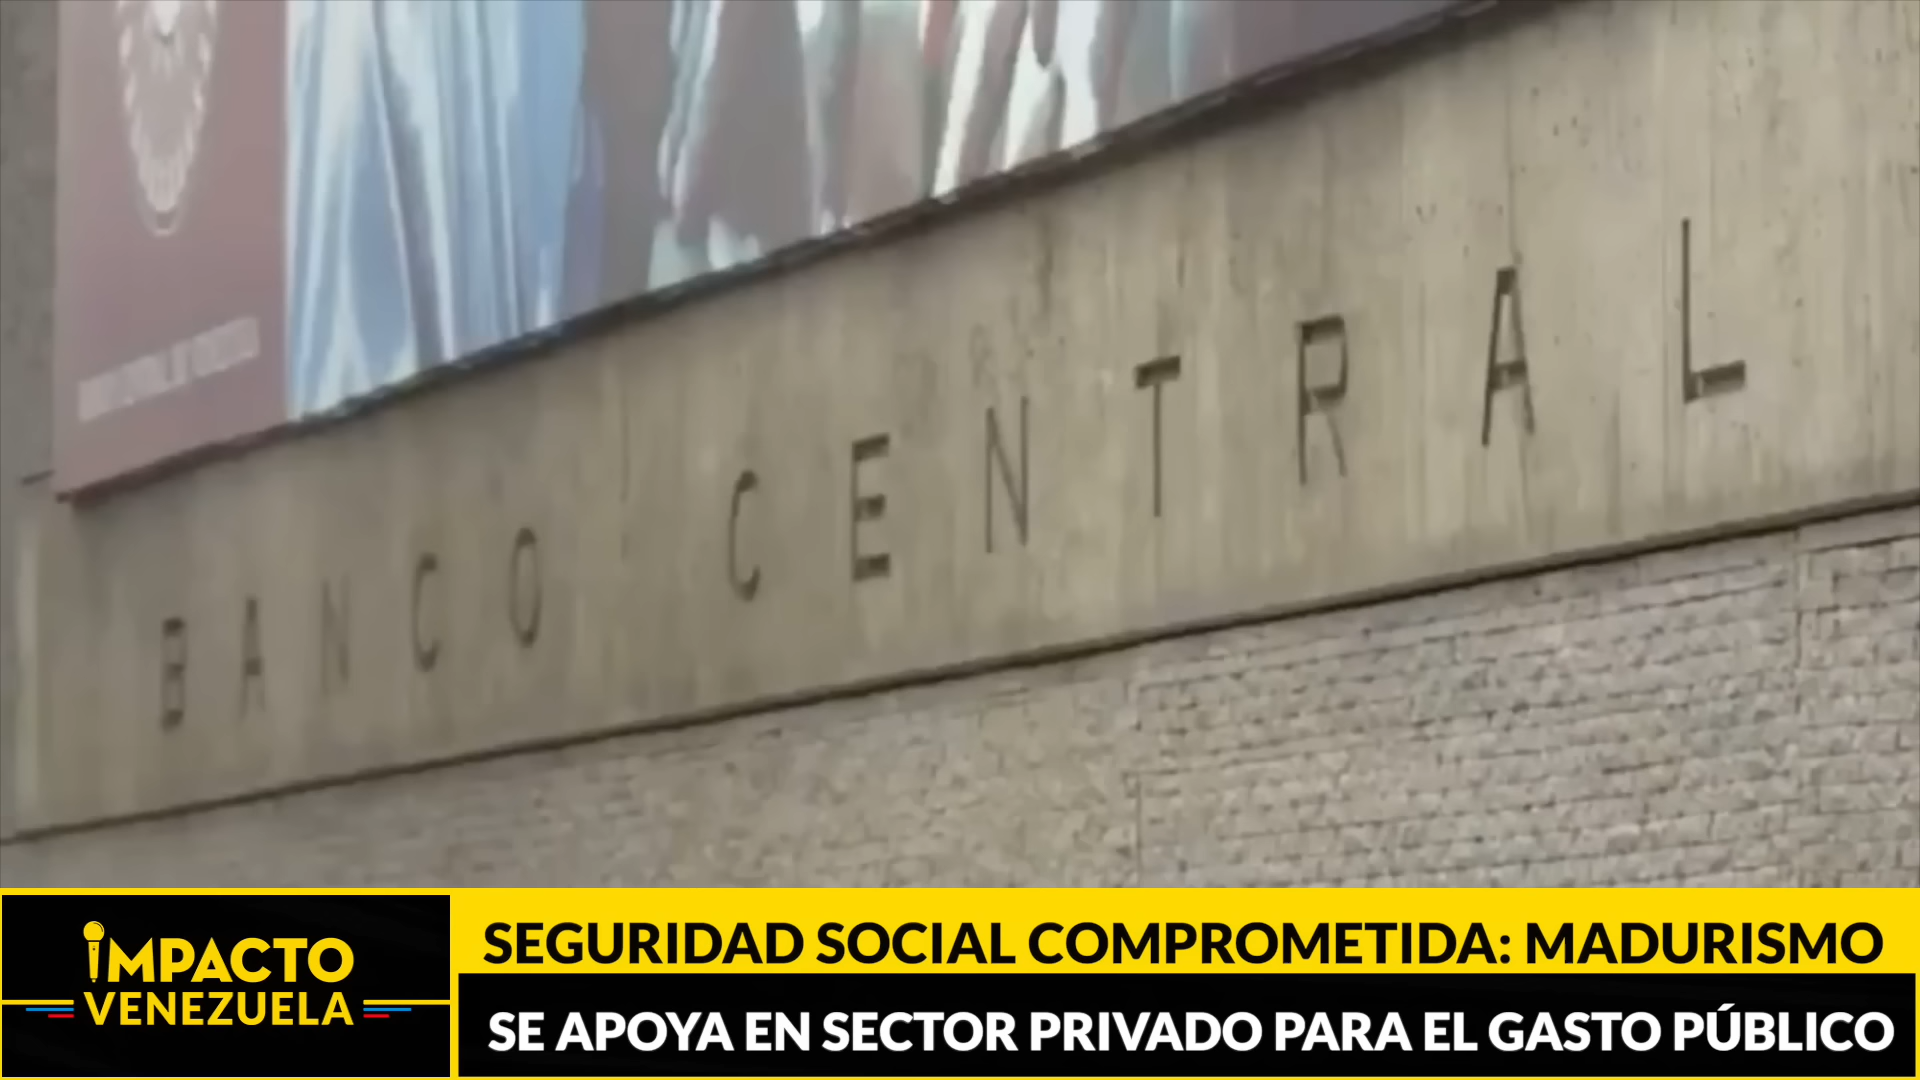 BANCO CENTRAL
IMPACTO
VENEZUELA
SEGURIDAD SOCIAL COMPROMETIDA: MADURISMO
SE APOYA EN SECTOR PRIVADO PARA EL GASTO PÚBLICO